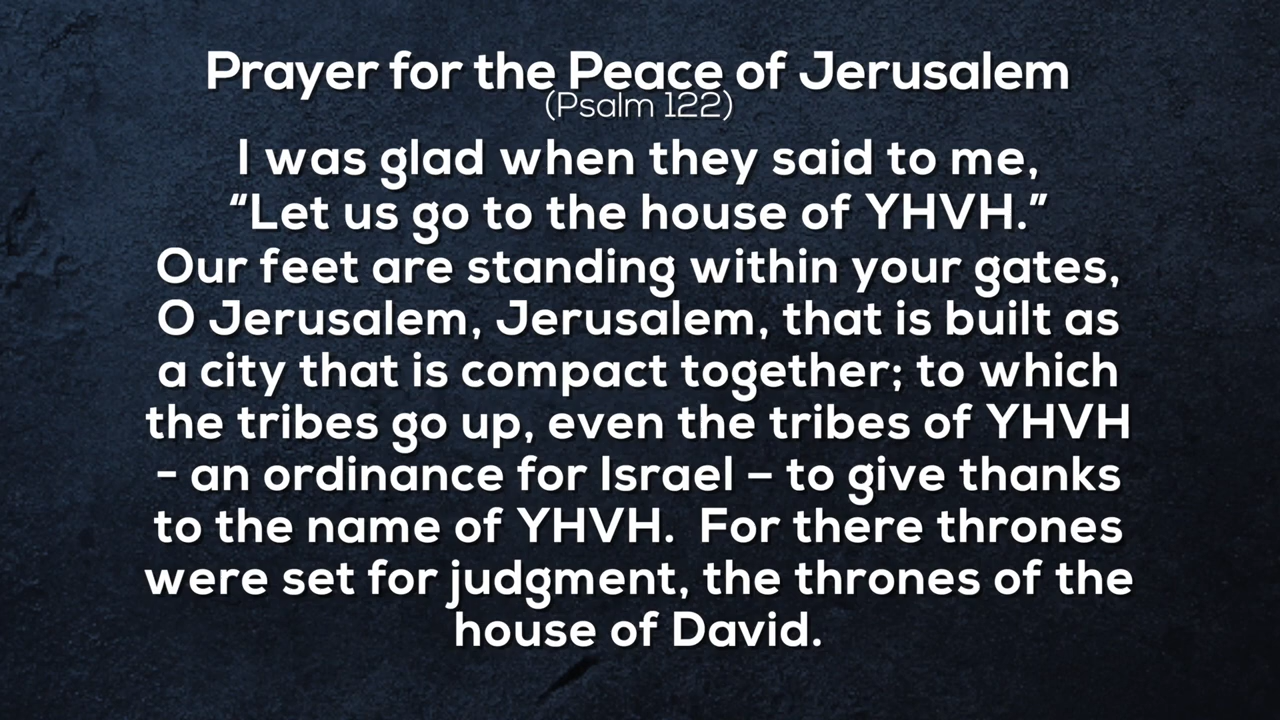 Prayer for the Peace of Jerusalem
(Psalm 122)
I was glad when they said to me,
“Let us go to the house of YHVH.”
Our feet are standing within your gates,
O Jerusalem, Jerusalem, that is built as
a city that is compact together; to which
the tribes go up, even the tribes of YHVH
- an ordinance for Israel – to give thanks
to the name of YHVH.  For there thrones
were set for judgment, the thrones of the
house of David.